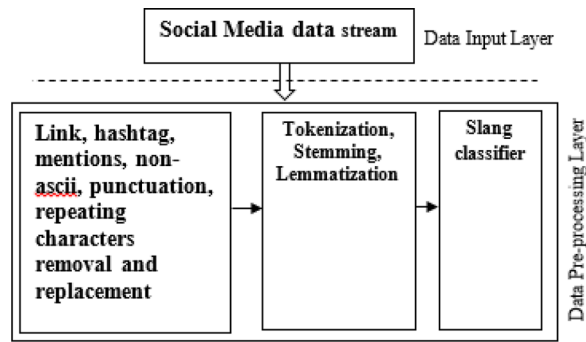 Social Media data stream
Data Input Layer
Link, hashtag,
mentions, non-
ascii, punctuation,
repeating
characters
removal and
replacement
Tokenization,
Stemming,
Lemmatization
Slang
classifier
Data Pre-processing Layer